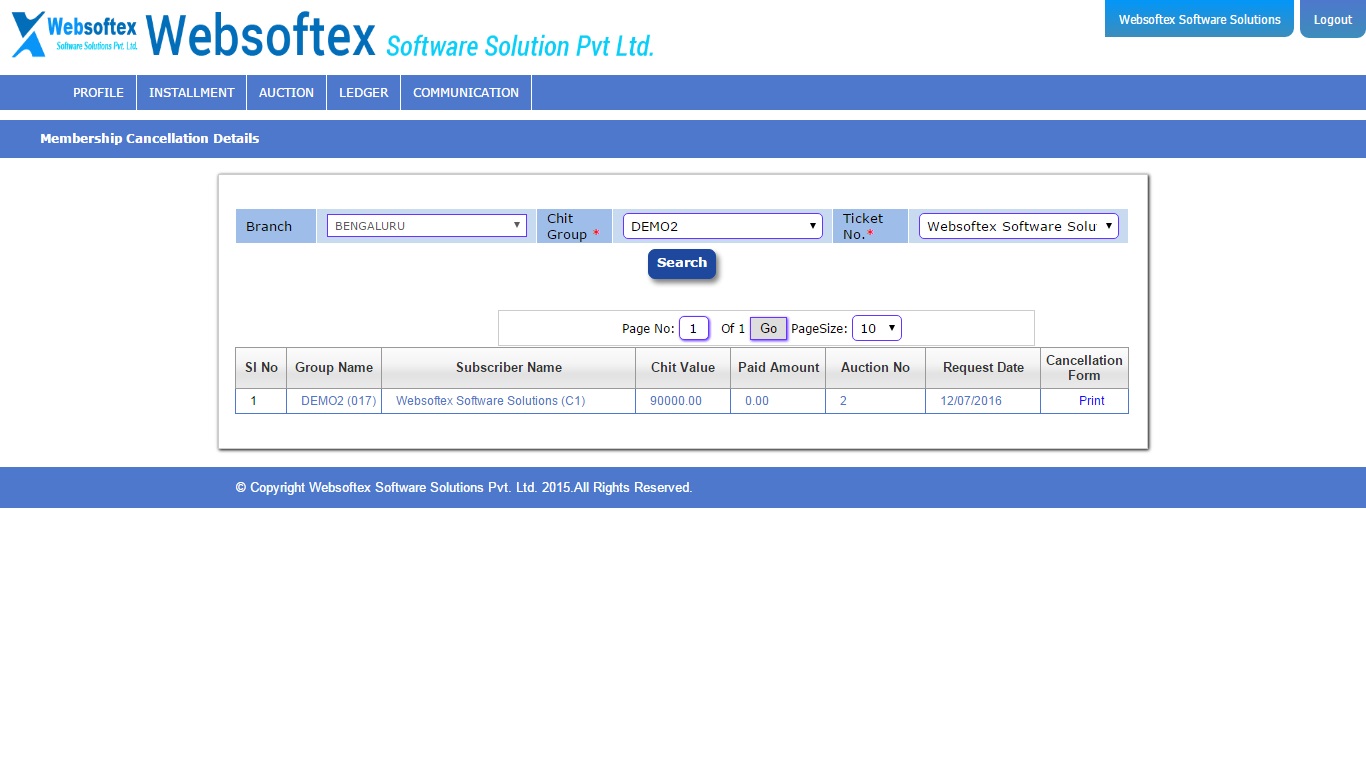 Websoftex
Software Solutions Pvt. Ltd.
Websoftex Software Solution Pvt Ltd.
Websoftex Software Solutions
Logout
PROFILE INSTALLMENT AUCTION LEDGER COMMUNICATION
Membership Cancellation Details
Branch BENGALURU Chit Group * DEMO2 Ticket No.* Websoftex Software Solu
Search
Page No: 1 Of 1 Go PageSize: 10
Sl No Group Name Subscriber Name Chit Value Paid Amount Auction No Request Date Cancellation Form
1 DEMO2 (017) Websoftex Software Solutions (C1) 90000.00 0.00 2 12/07/2016 Print
© Copyright Websoftex Software Solutions Pvt. Ltd. 2015.All Rights Reserved.